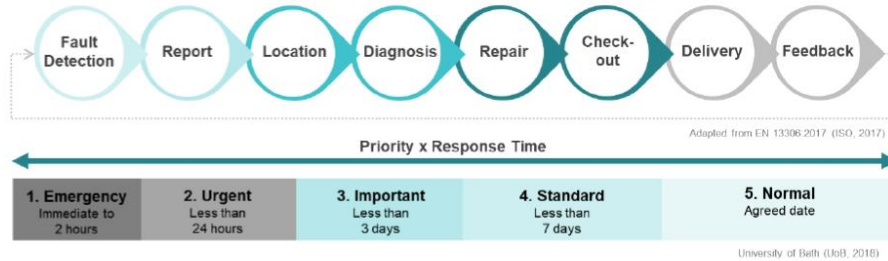 Fault
Detection
Report
Location
Diagnosis
Repair
Check-
out
Delivery
Feedback
Adapted from EN 13306:2017 (ISO, 2017)
Priority x Response Time
1. Emergency
Immediate to
2 hours
2. Urgent
Less than
24 hours
3. Important
Less than
3 days
4. Standard
Less than
7 days
5. Normal
Agreed date
University of Bath (UoB, 2018)